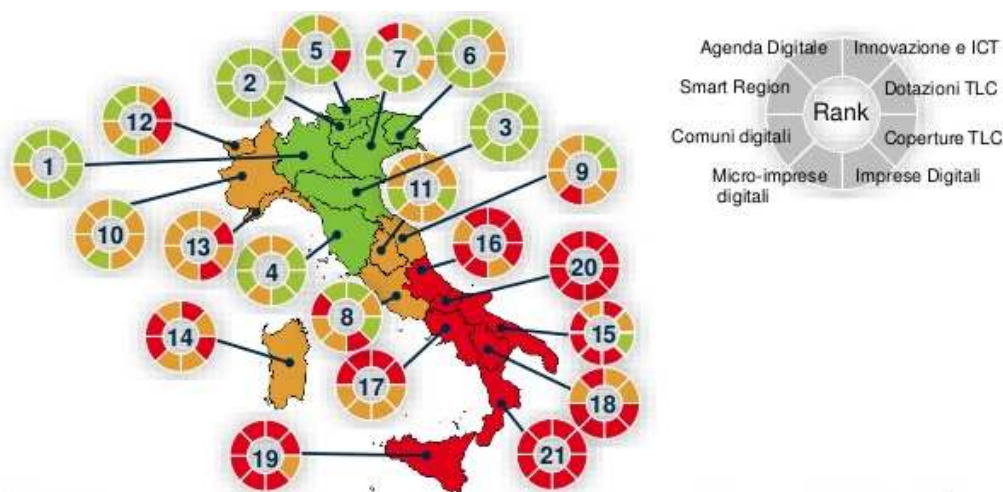 5
7
6
2
3
12
1
9
11
10
13
16
4
20
8
15
14
17
18
19
21
Agenda Digitale
Innovazione e ICT
Smart Region
Dotazioni TLC
Rank
Comuni digitali
Coperture TLC
Micro-imprese
digitali
Imprese Digitali